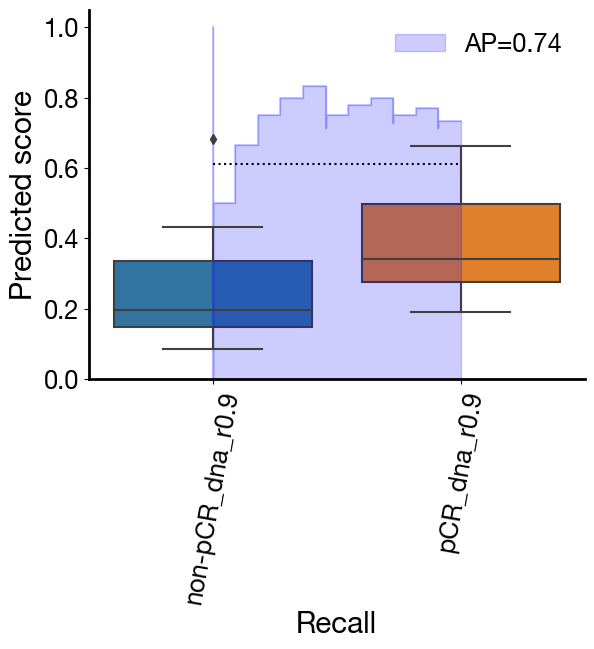 AP=0.74
Predicted score
1.0
0.8
0.6
0.4
0.2
0.0
non-pCR_dna_r0.9
pCR_dna_r0.9
Recall